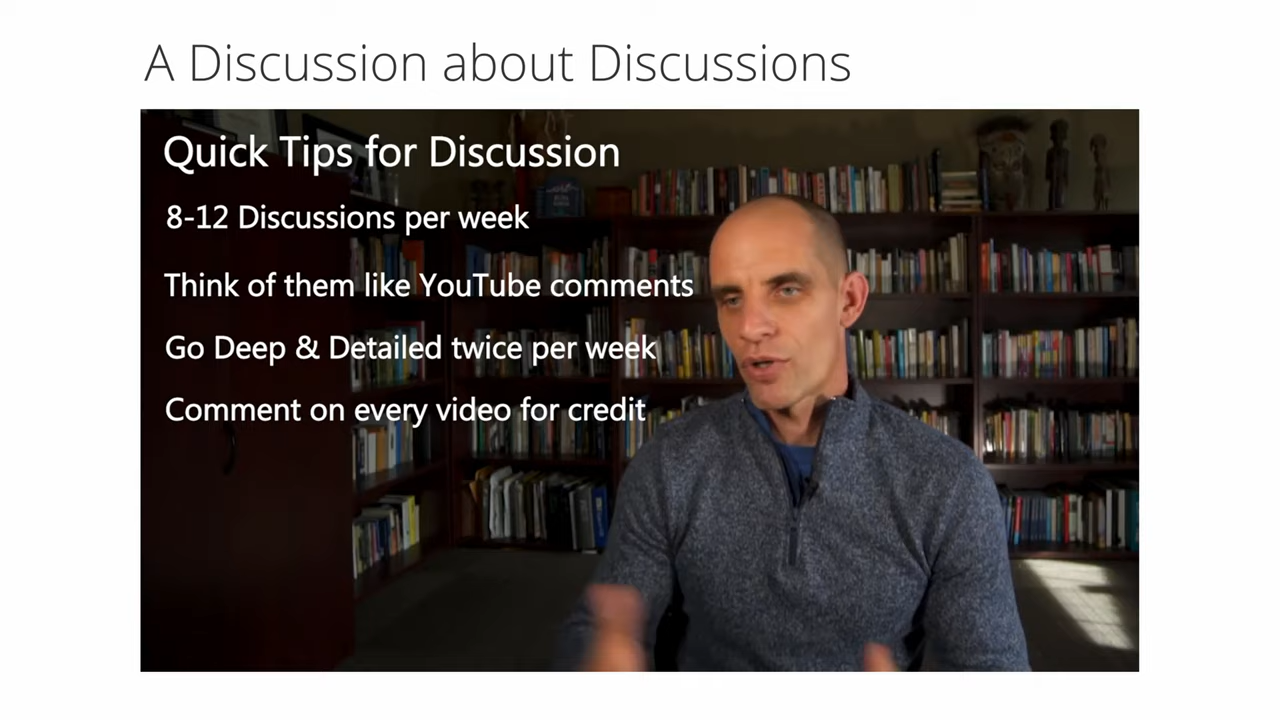 A Discussion about Discussions
Quick Tips for Discussion
8-12 Discussions per week
Think of them like YouTube comments
Go Deep & Detailed twice per week
Comment on every video for credit